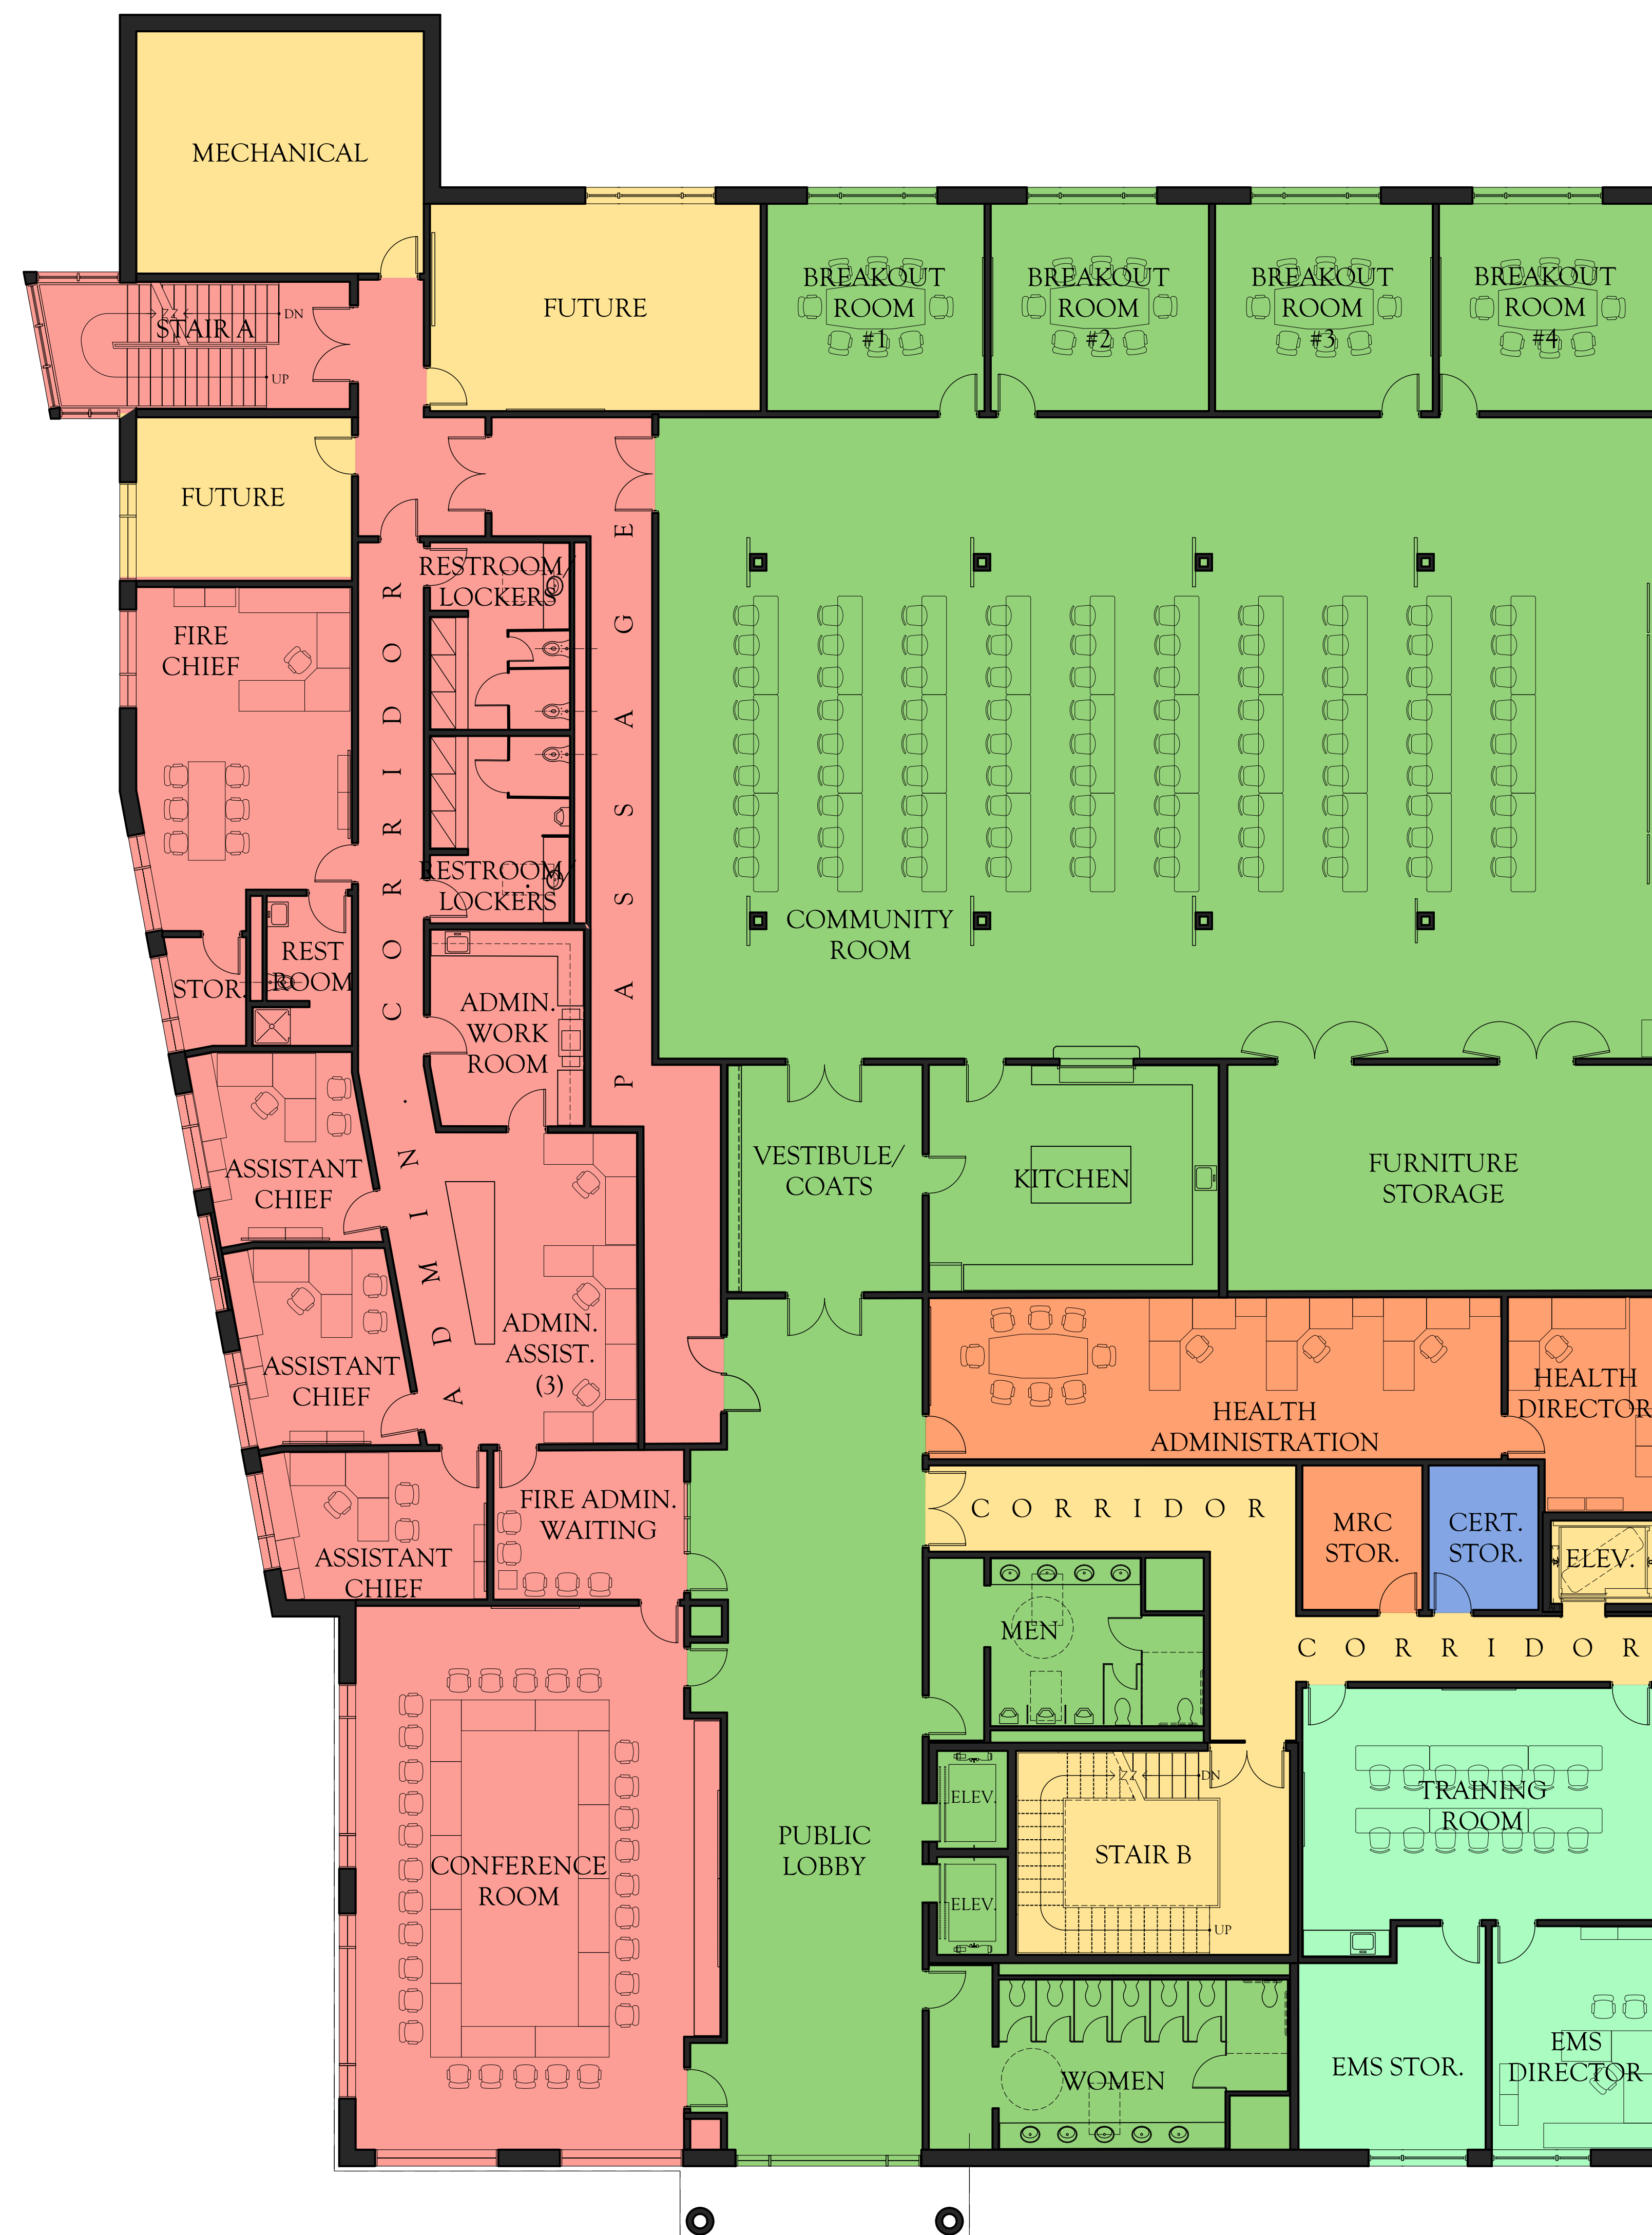 MECHANICAL
STAIR A
DN
UP
FUTURE
BREAKOUT
ROOM
#1
BREAKOUT
ROOM
#2
BREAKOUT
ROOM
#3
BREAKOUT
ROOM
#4
FUTURE
FIRE
CHIEF
RESTROOM/
LOCKERS
RESTROOM/
LOCKERS
ADMIN. CORRIDOR
PASSAGE
COMMUNITY
ROOM
STOR.
REST
ROOM
ADMIN.
WORK
ROOM
ASSISTANT
CHIEF
VESTIBULE/
COATS
KITCHEN
FURNITURE
STORAGE
ASSISTANT
CHIEF
ADMIN.
ASSIST.
(3)
HEALTH
ADMINISTRATION
HEALTH
DIRECTOR
ASSISTANT
CHIEF
FIRE ADMIN.
WAITING
CORRIDOR
MRC
STOR.
CERT.
STOR.
ELEV.
MEN
CORRIDOR
CONFERENCE
ROOM
PUBLIC
LOBBY
ELEV.
ELEV.
DN
STAIR B
UP
TRAINING
ROOM
WOMEN
EMS STOR.
EMS
DIRECTOR